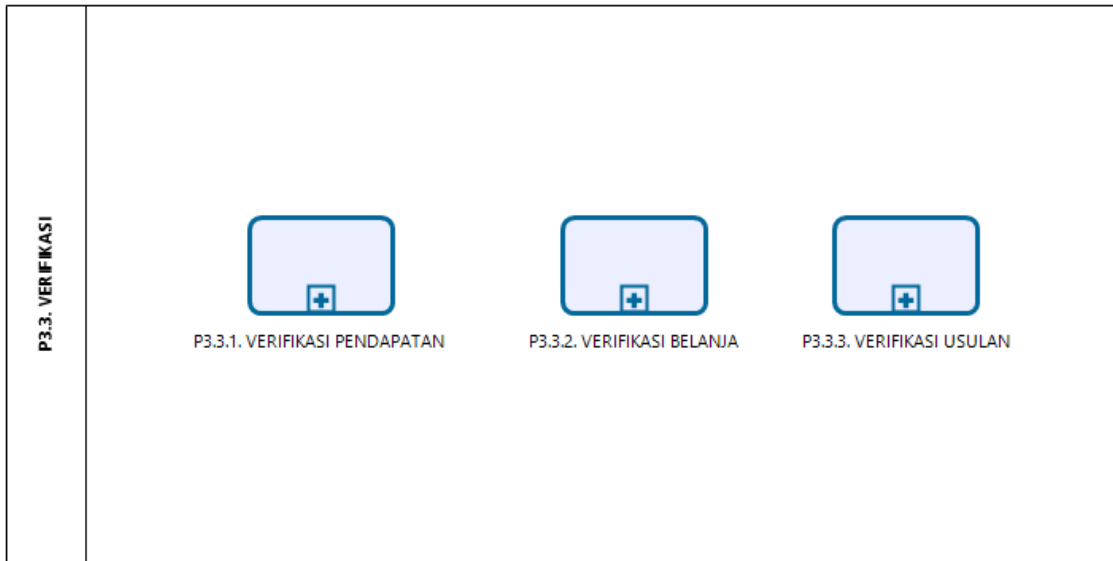 P3.3. VERIFIKASI
P3.3.1. VERIFIKASI PENDAPATAN
P3.3.2. VERIFIKASI BELANJA
P3.3.3. VERIFIKASI USULAN